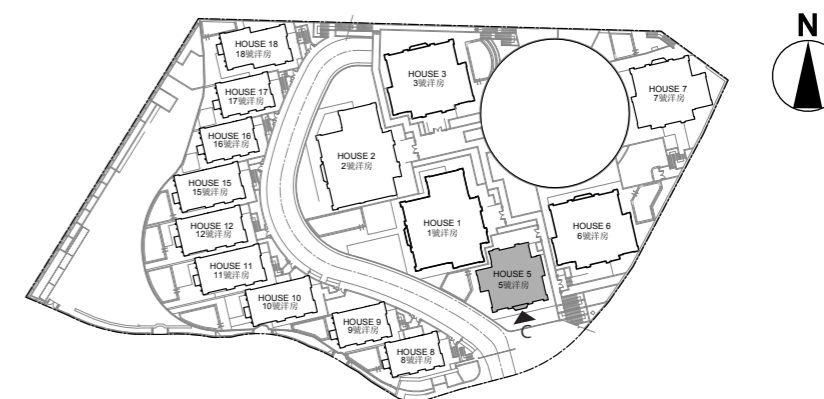 N
HOUSE 18
18號洋房
HOUSE 17
17號洋房
HOUSE 16
16號洋房
HOUSE 15
15號洋房
HOUSE 12
12號洋房
HOUSE 11
11號洋房
HOUSE 10
10號洋房
HOUSE 9
9號洋房
HOUSE 8
8號洋房
HOUSE 3
3號洋房
HOUSE 2
2號洋房
HOUSE 1
1號洋房
HOUSE 5
5號洋房
HOUSE 6
6號洋房
HOUSE 7
7號洋房
C